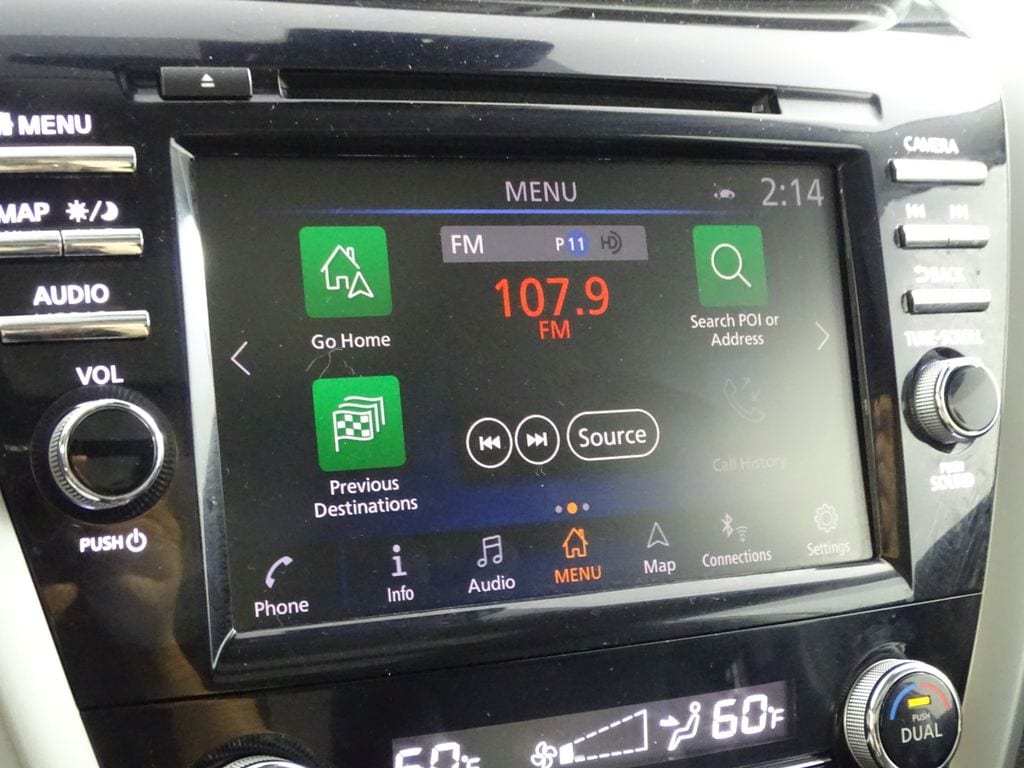 MENU
MAP
AUDIO
VOL
PUSH
MENU
2:14
FM P 11 HD
107.9
FM
Go Home
Search POI or
Address
Previous
Destinations
Source
Call History
Phone
Info
Audio
MENU
Map
Connections
Settings
CAMERA
BACK
TUNE·SCROLL
PUSH
SOUND
60°F
60°F
PUSH
DUAL